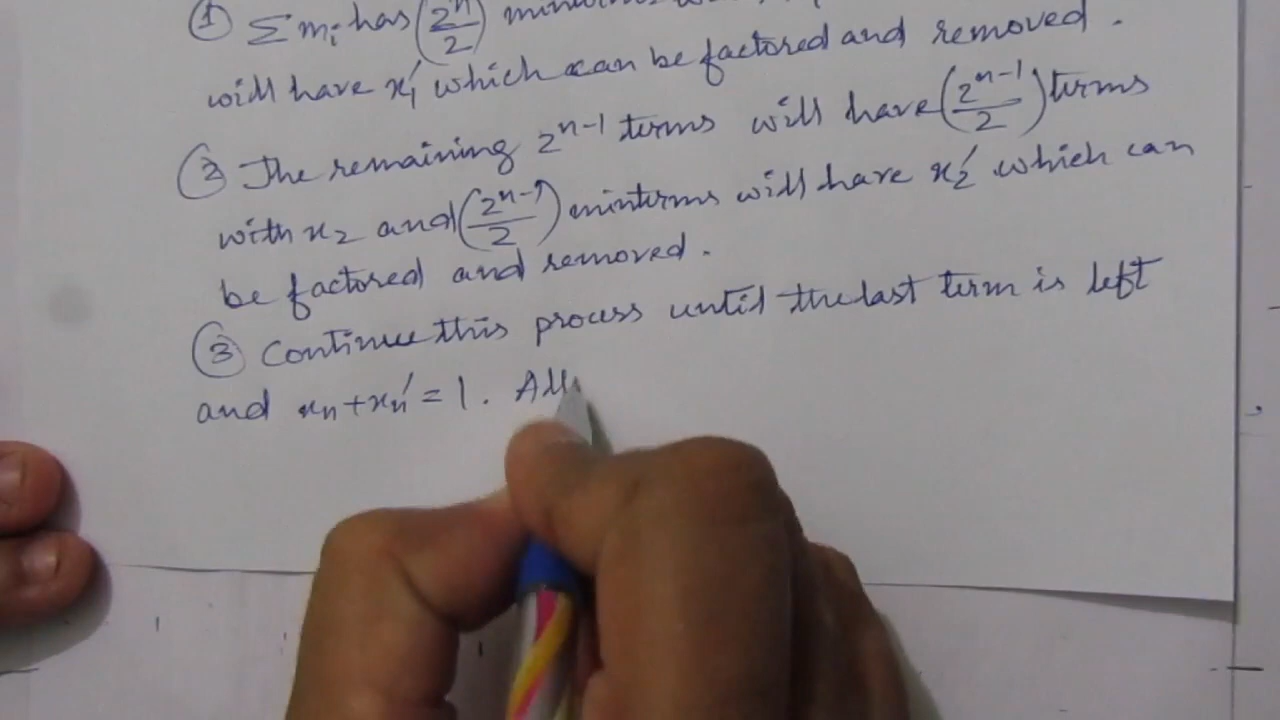 ① Σmᵢ has (2ⁿ/2) minterms
will have x₁' which can be factored and removed.
② The remaining 2ⁿ⁻¹ terms will have (2ⁿ⁻¹/2) terms
with x₂ and (2ⁿ⁻¹/2) minterms will have x₂' which can
be factored and removed.
③ Continue this process until the last term is left
and xₙ + xₙ' = 1. All